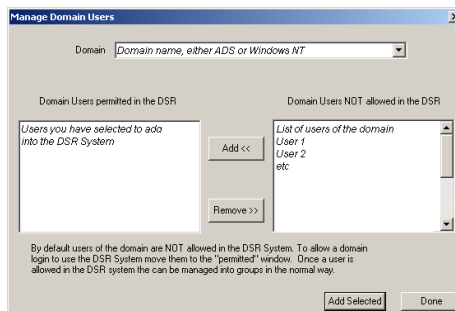 Manage Domain Users
Domain
Domain name, either ADS or Windows NT
Domain Users permitted in the DSR
Domain Users NOT allowed in the DSR
Users you have selected to add
into the DSR System
Add <<
Remove >>
List of users of the domain
User 1
User 2
etc
By default users of the domain are NOT allowed in the DSR System. To allow a domain
login to use the DSR System move them to the "permitted" window. Once a user is
allowed in the DSR system the can be managed into groups in the normal way.
Add Selected
Done